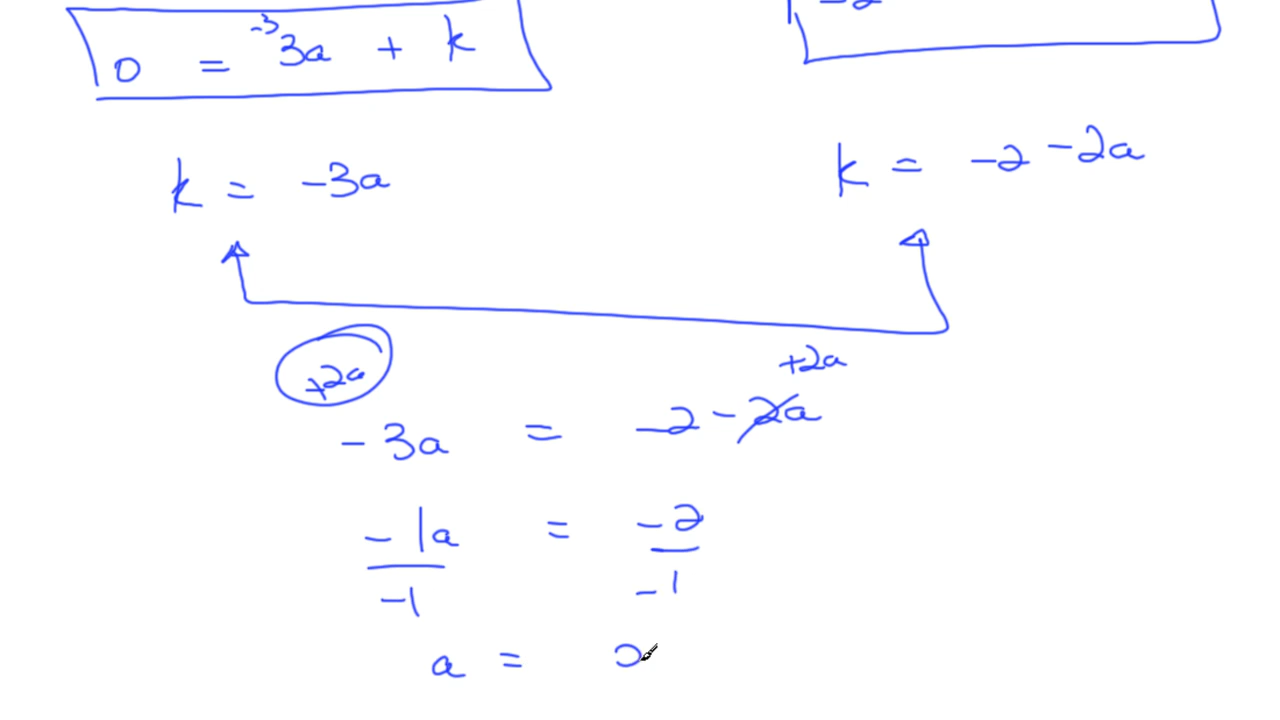 -2
-3
0 = 3a + k
k = -3a
k = -2 -2a
+2a
+2a
-3a = -2 - 2a
-1a = -2
-1 -1
a =